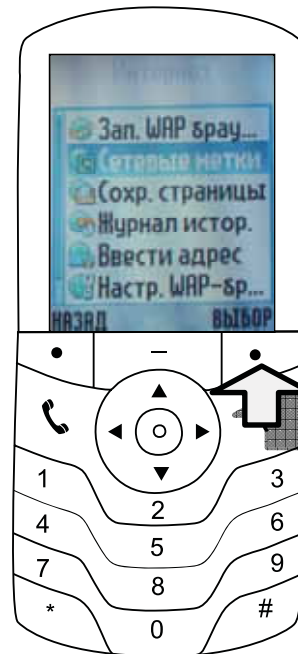 Интернет
Зап. WAP брау...
Сетевые метки
Сохр. страницы
Журнал истор.
Ввести адрес
Настр. WAP-бр...
НАЗАД ВЫБОР
1 2 3
4 5 6
7 8 9
* 0 #